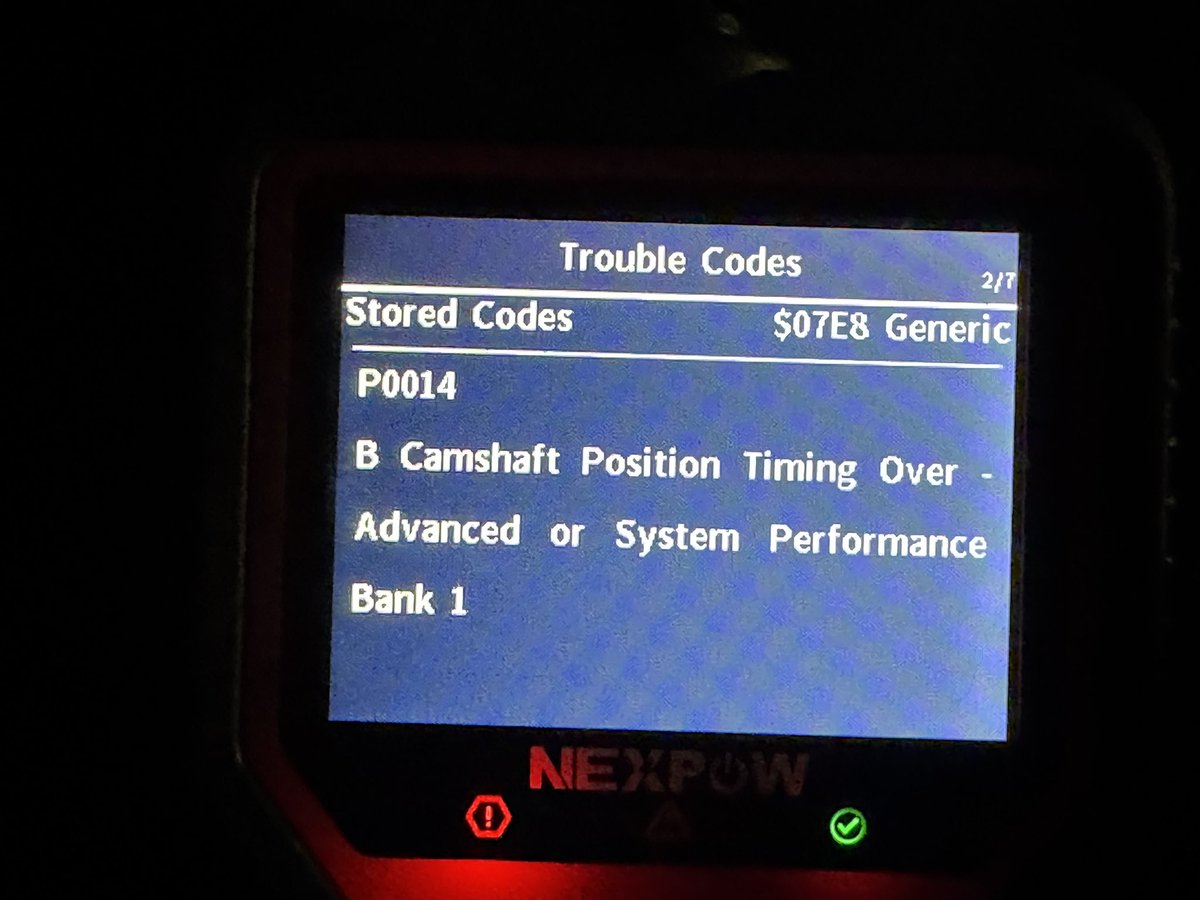 Trouble Codes
2/7
Stored Codes $07E8 Generic
P0014
B Camshaft Position Timing Over -
Advanced or System Performance
Bank 1
NEXPOW